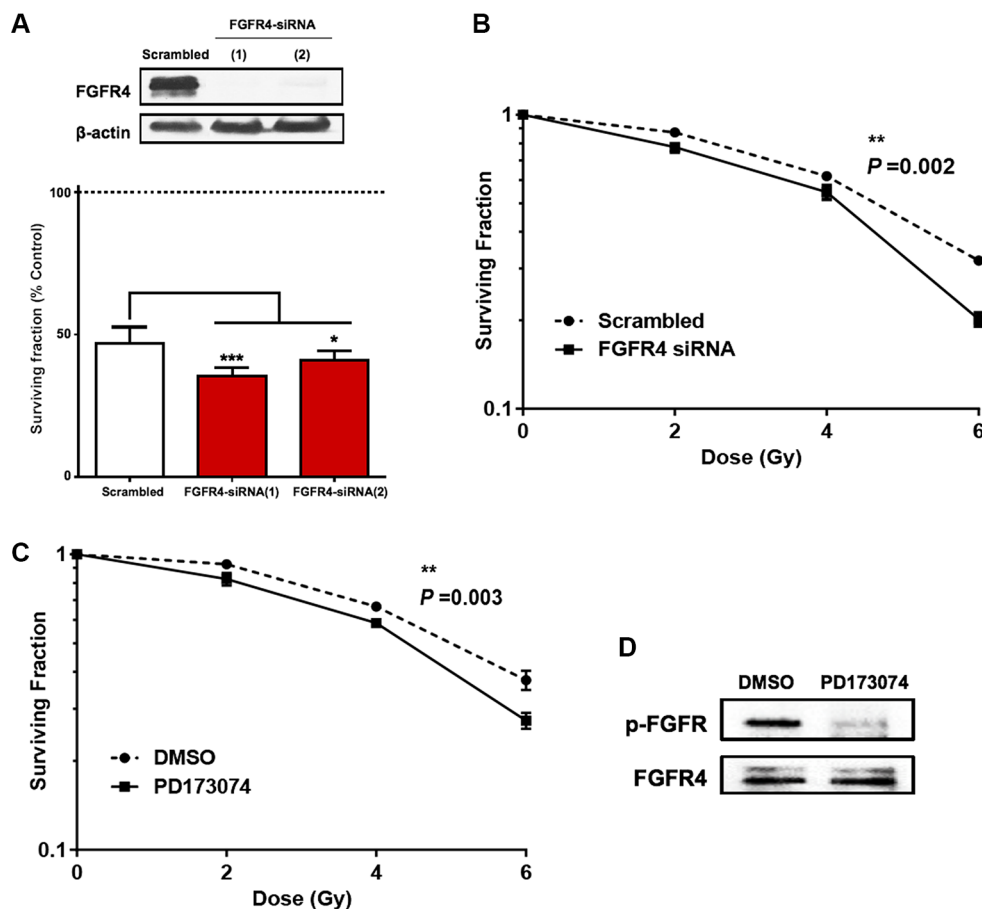 A
FGFR4-siRNA
Scrambled (1) (2)
FGFR4
β-actin
100
50
0
Surviving fraction (% Control)
***
*
Scrambled FGFR4-siRNA(1) FGFR4-siRNA(2)
B
1
0.1
Surviving Fraction
**
P =0.002
Scrambled
FGFR4 siRNA
0 2 4 6
Dose (Gy)
C
1
0.1
Surviving Fraction
**
P =0.003
DMSO
PD173074
0 2 4 6
Dose (Gy)
D
DMSO PD173074
p-FGFR
FGFR4